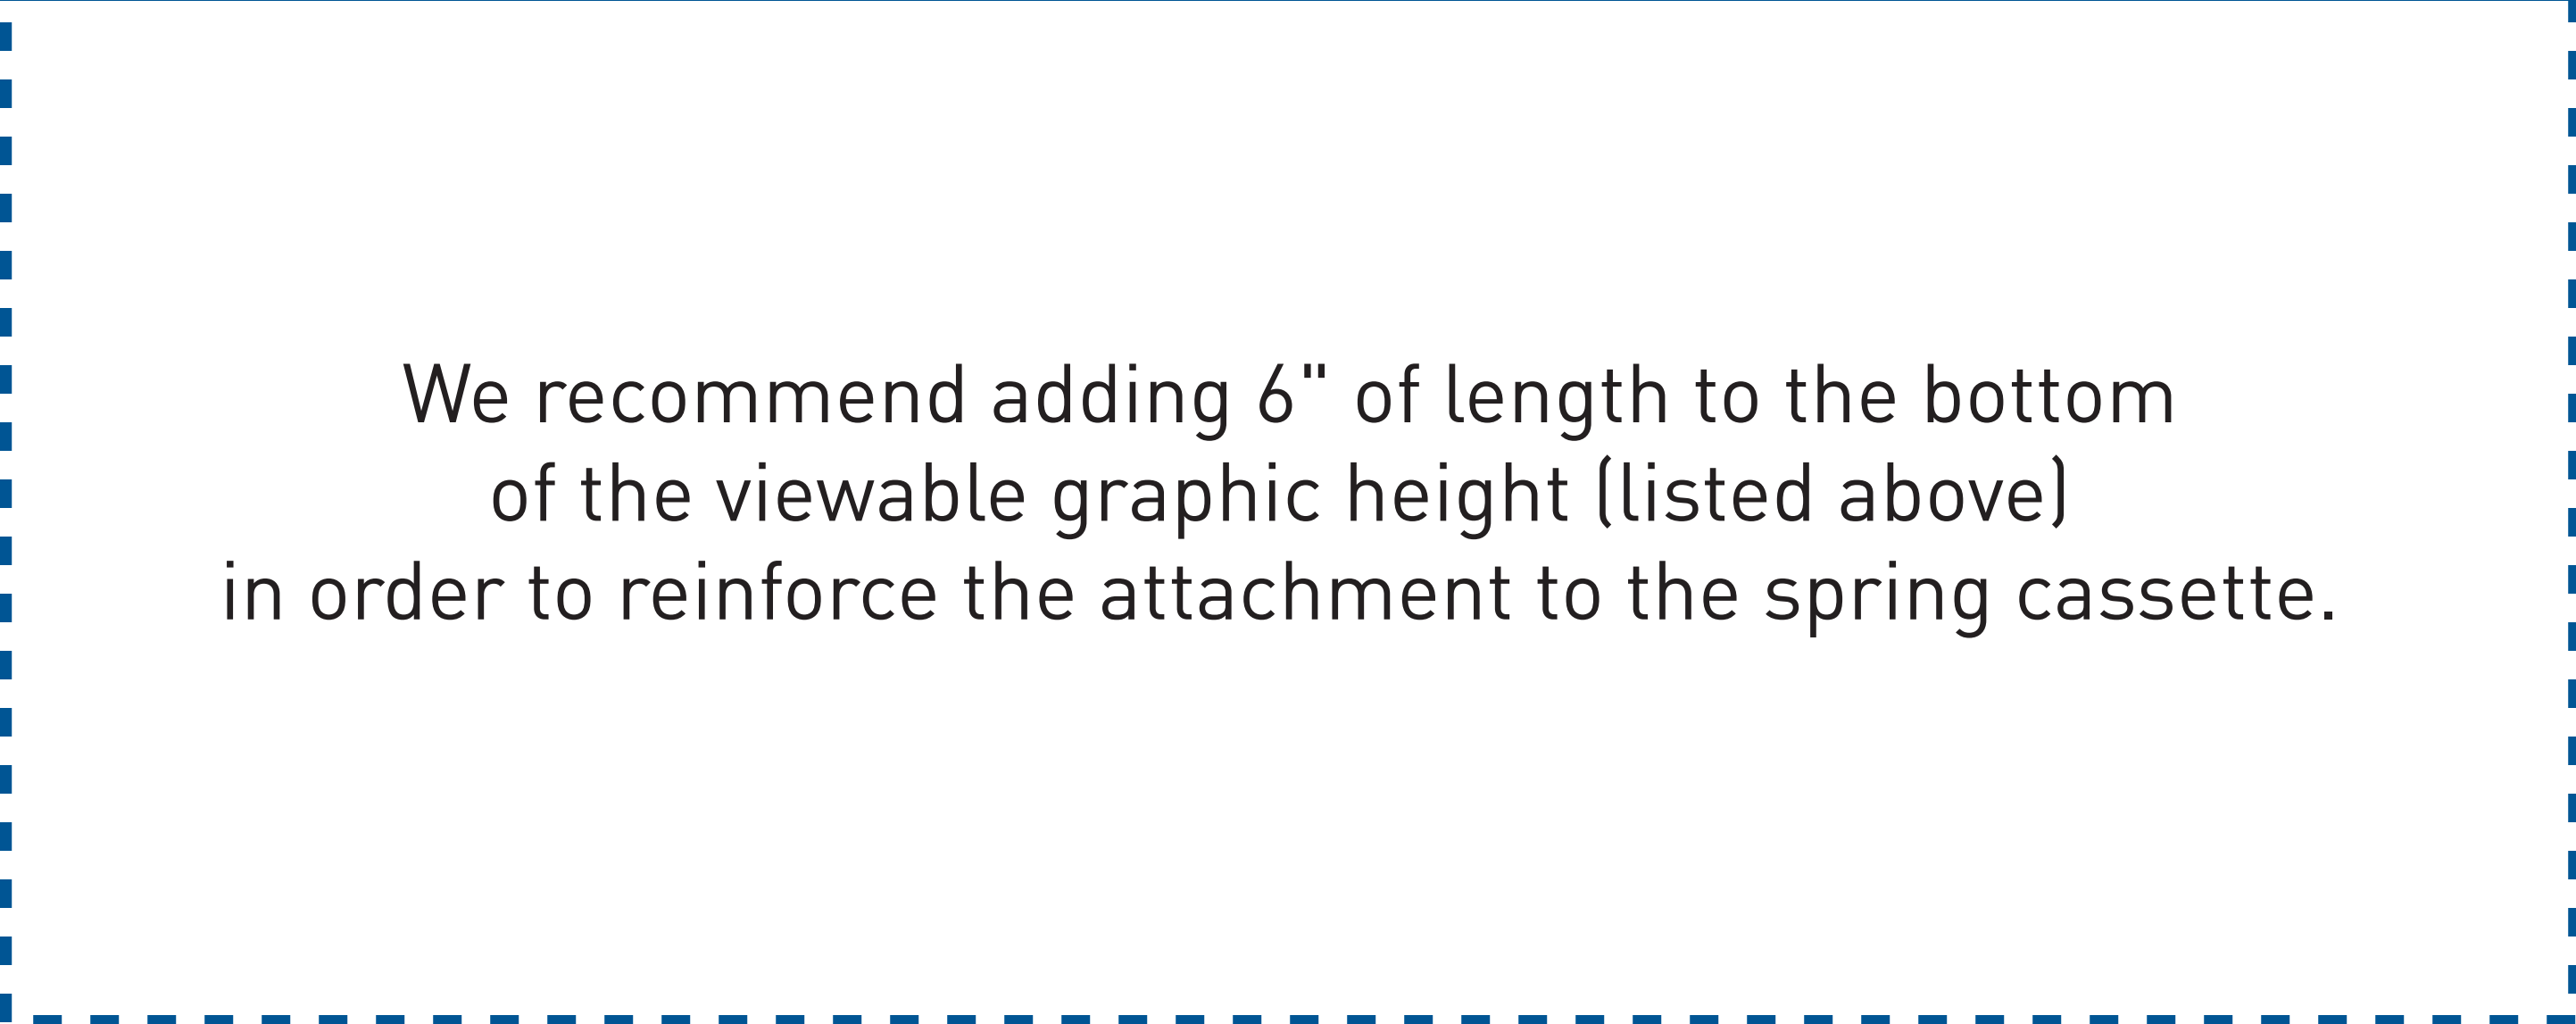 We recommend adding 6" of length to the bottom
of the viewable graphic height (listed above)
in order to reinforce the attachment to the spring cassette.